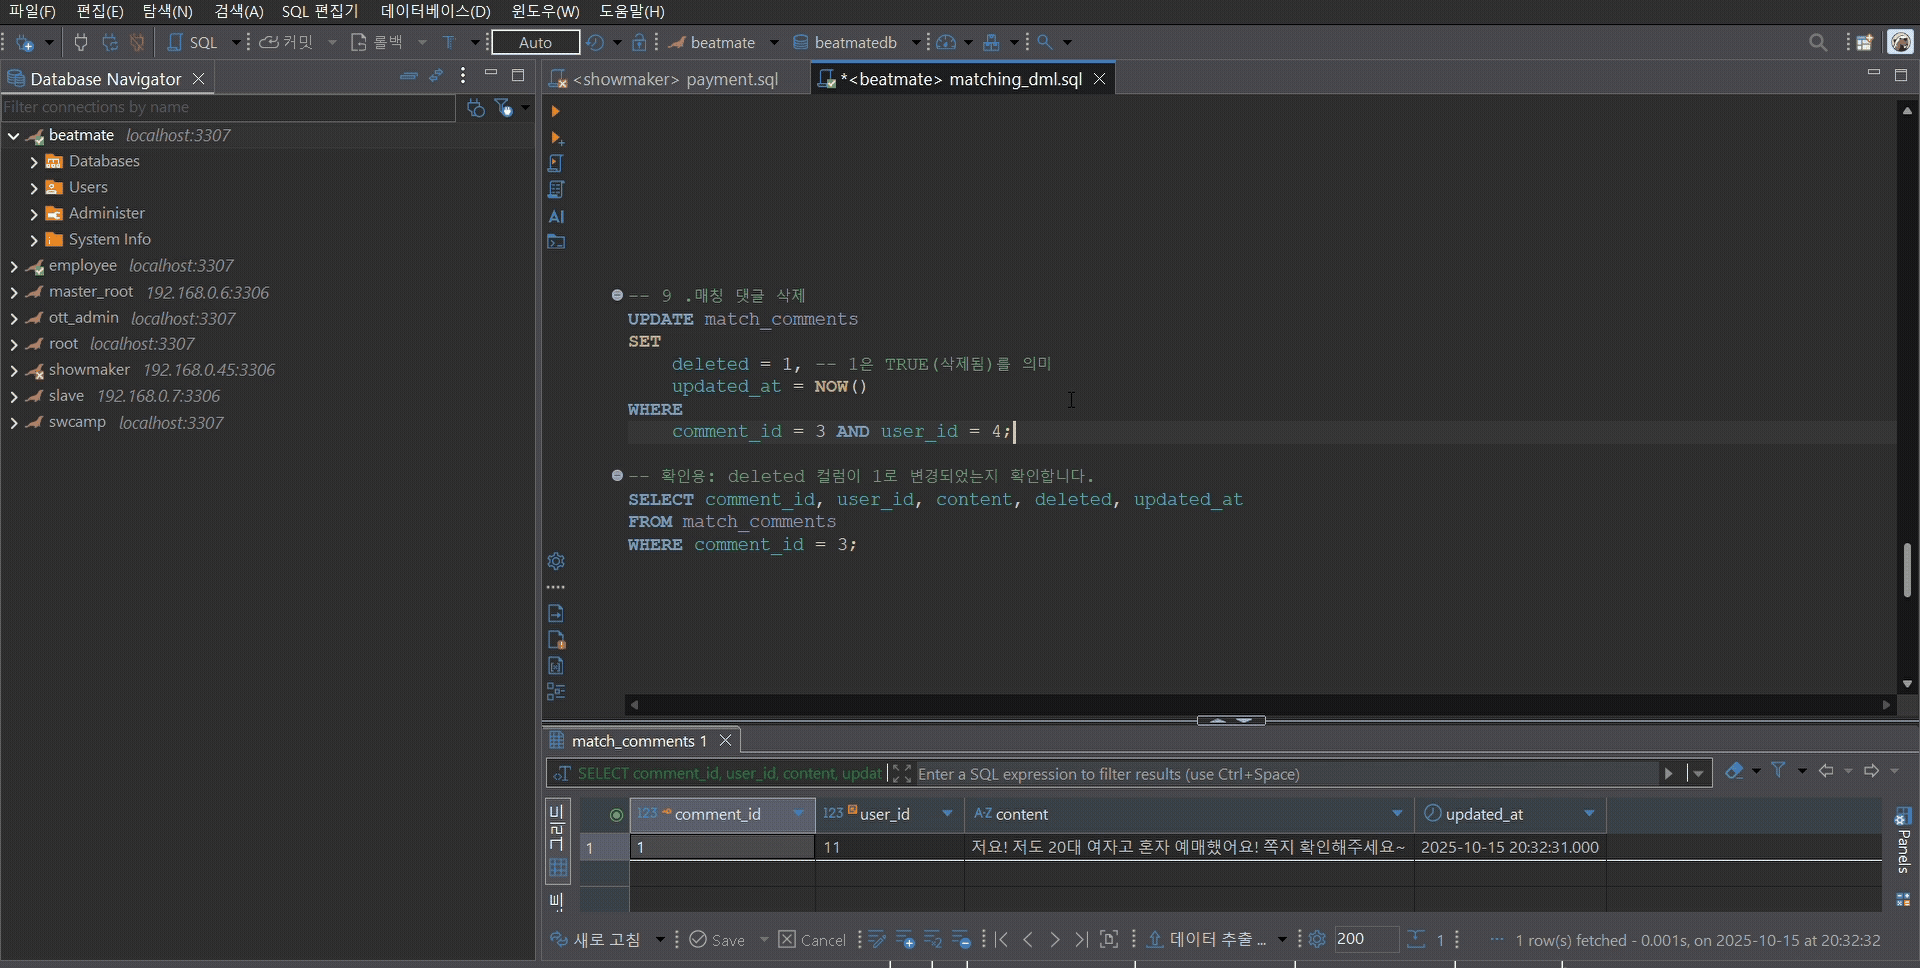 파일(F) 편집(E) 탐색(N) 검색(A) SQL 편집기 데이터베이스(D) 윈도우(W) 도움말(H)
SQL 커밋 롤백 T Auto beatmate beatmatedb
Database Navigator
Filter connections by name
beatmate localhost:3307
Databases
Users
Administer
System Info
employee localhost:3307
master_root 192.168.0.6:3306
ott_admin localhost:3307
root localhost:3307
showmaker 192.168.0.45:3306
slave 192.168.0.7:3306
swcamp localhost:3307
<showmaker> payment.sql
*<beatmate> matching_dml.sql
AI
-- 9 .매칭 댓글 삭제
UPDATE match_comments
SET
deleted = 1, -- 1은 TRUE(삭제됨)를 의미
updated_at = NOW()
WHERE
comment_id = 3 AND user_id = 4;
-- 확인용: deleted 컬럼이 1로 변경되었는지 확인합니다.
SELECT comment_id, user_id, content, deleted, updated_at
FROM match_comments
WHERE comment_id = 3;
match_comments 1
SELECT comment_id, user_id, content, updat
Enter a SQL expression to filter results (use Ctrl+Space)
123 comment_id 123 user_id A-Z content updated_at
1 1 11 저요! 저도 20대 여자고 혼자 예매했어요! 쪽지 확인해주세요~ 2025-10-15 20:32:31.000
Panels
새로 고침 Save Cancel 데이터 추출 ... 200 1 ... 1 row(s) fetched - 0.001s, on 2025-10-15 at 20:32:32